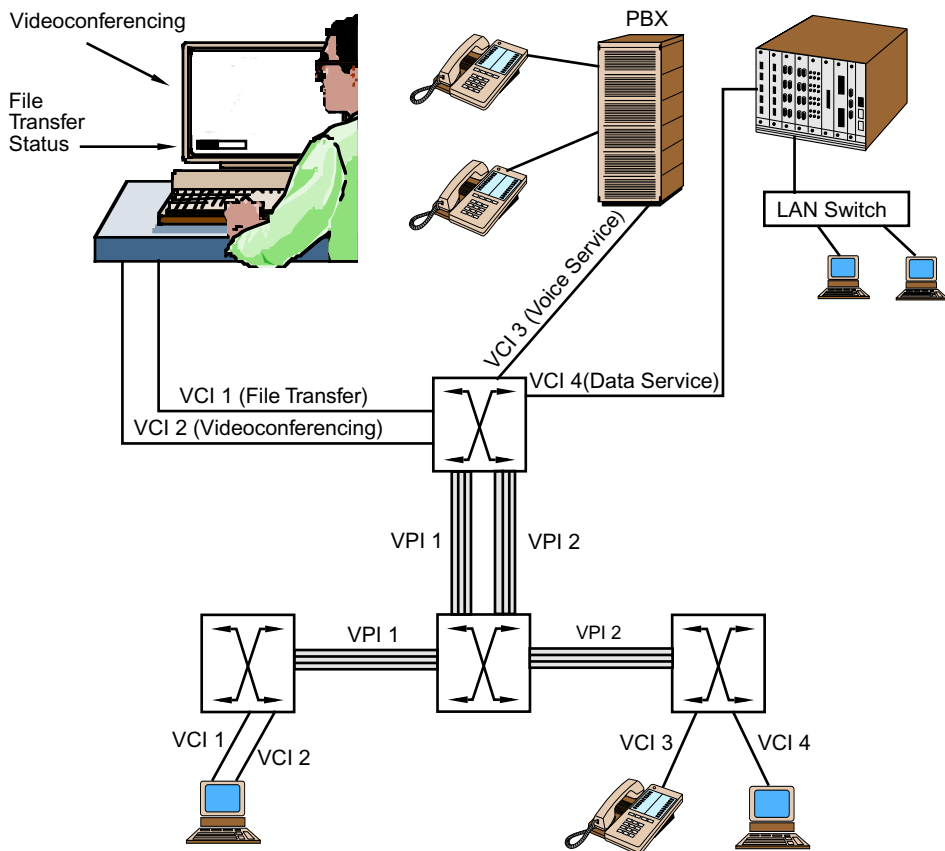 Videoconferencing
File
Transfer
Status
PBX
LAN Switch
VCI 3 (Voice Service)
VCI 4(Data Service)
VCI 1 (File Transfer)
VCI 2 (Videoconferencing)
VPI 1
VPI 2
VPI 1
VPI 2
VCI 1
VCI 2
VCI 3
VCI 4